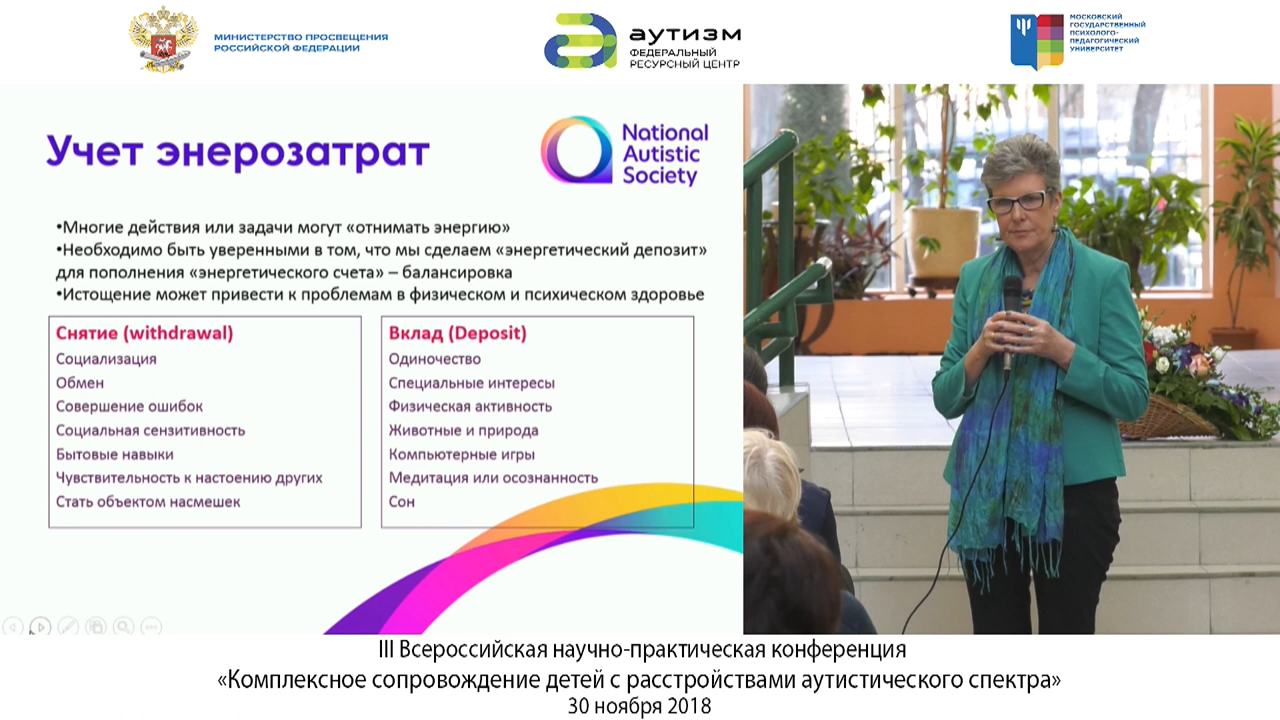 МИНИСТЕРСТВО ПРОСВЕЩЕНИЯ
РОССИЙСКОЙ ФЕДЕРАЦИИ
аутизм
ФЕДЕРАЛЬНЫЙ
РЕСУРСНЫЙ ЦЕНТР
МОСКОВСКИЙ
ГОСУДАРСТВЕННЫЙ
ПСИХОЛОГО-
ПЕДАГОГИЧЕСКИЙ
УНИВЕРСИТЕТ
Учет энерозатрат
National
Autistic
Society
•Многие действия или задачи могут «отнимать энергию»
•Необходимо быть уверенными в том, что мы сделаем «энергетический депозит»
для пополнения «энергетического счета» – балансировка
•Истощение может привести к проблемам в физическом и психическом здоровье
Снятие (withdrawal)
Социализация
Обмен
Совершение ошибок
Социальная сензитивность
Бытовые навыки
Чувствительность к настоению других
Стать объектом насмешек
Вклад (Deposit)
Одиночество
Специальные интересы
Физическая активность
Животные и природа
Компьютерные игры
Медитация или осознанность
Сон
III Всероссийская научно-практическая конференция
«Комплексное сопровождение детей с расстройствами аутистического спектра»
30 ноября 2018